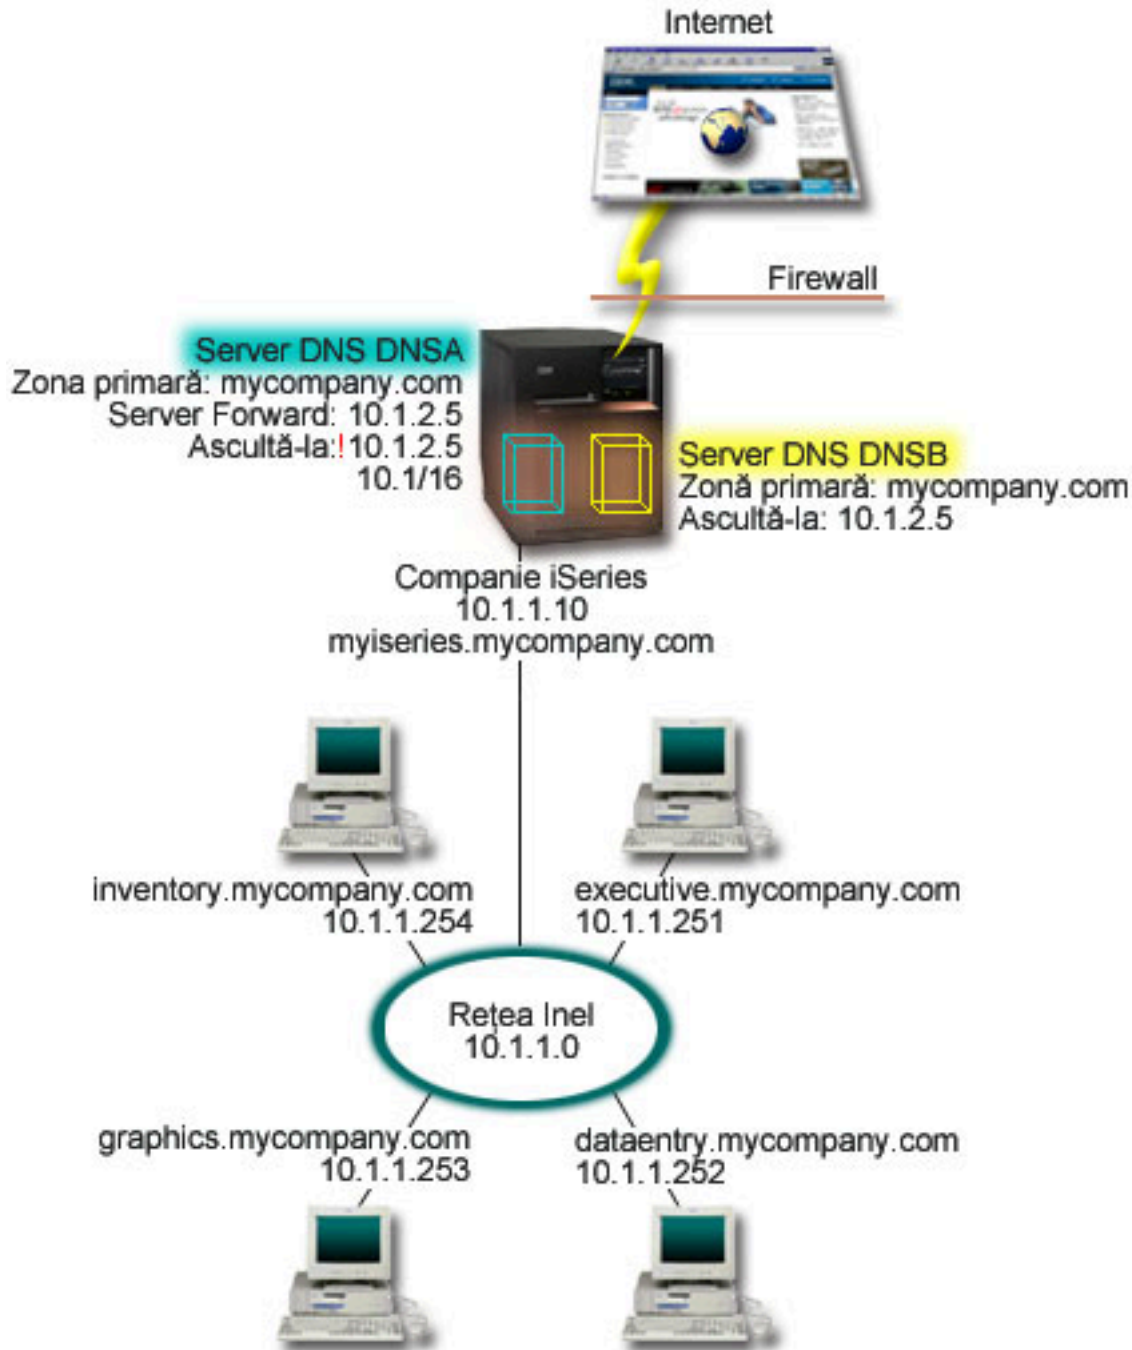 Internet
Firewall
Server DNS DNSA
Zona primară: mycompany.com
Server Forward: 10.1.2.5
Ascultă-la:!10.1.2.5
10.1/16
Server DNS DNSB
Zonă primară: mycompany.com
Ascultă-la: 10.1.2.5
Companie iSeries
10.1.1.10
myiseries.mycompany.com
inventory.mycompany.com
10.1.1.254
executive.mycompany.com
10.1.1.251
Rețea Inel
10.1.1.0
graphics.mycompany.com
10.1.1.253
dataentry.mycompany.com
10.1.1.252